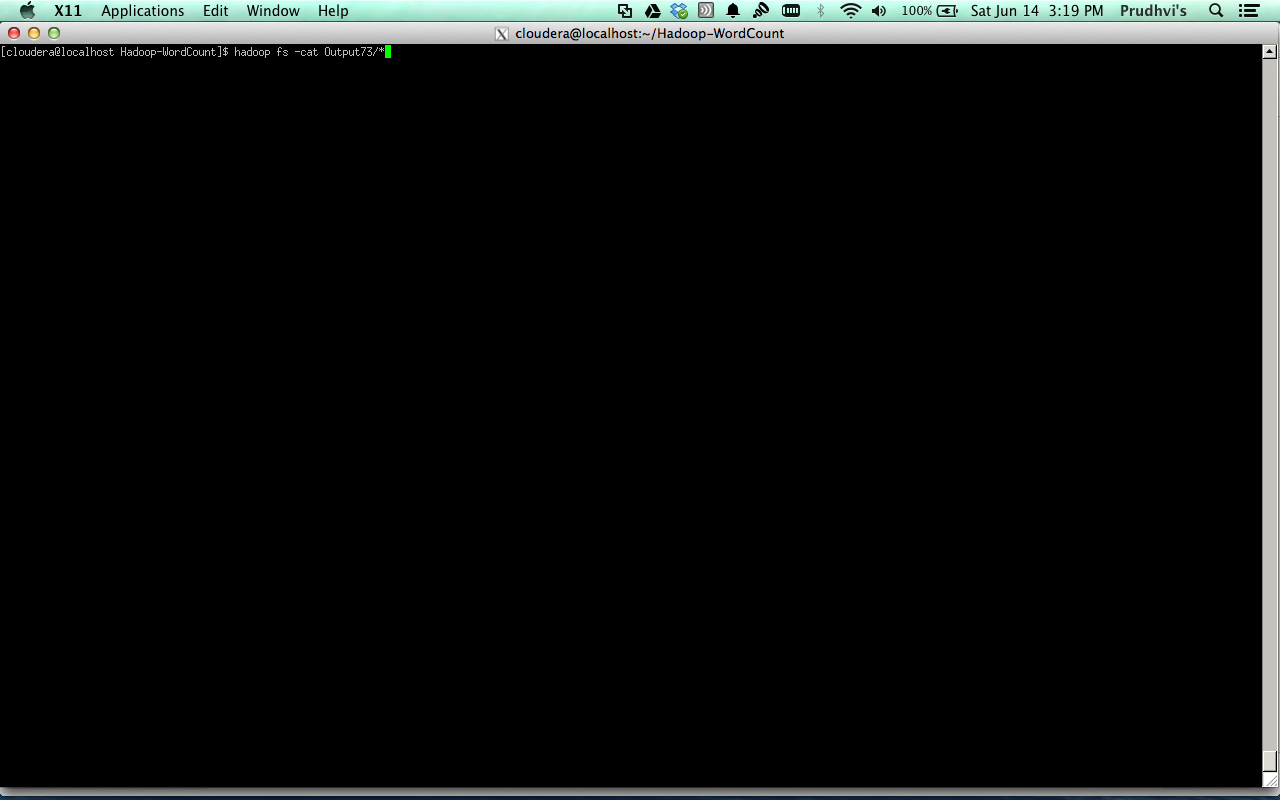 X11 Applications Edit Window Help 100% Sat Jun 14 3:19 PM Prudhvi's
cloudera@localhost:~/Hadoop-WordCount
[cloudera@localhost Hadoop-WordCount]$ hadoop fs -cat Output73/*